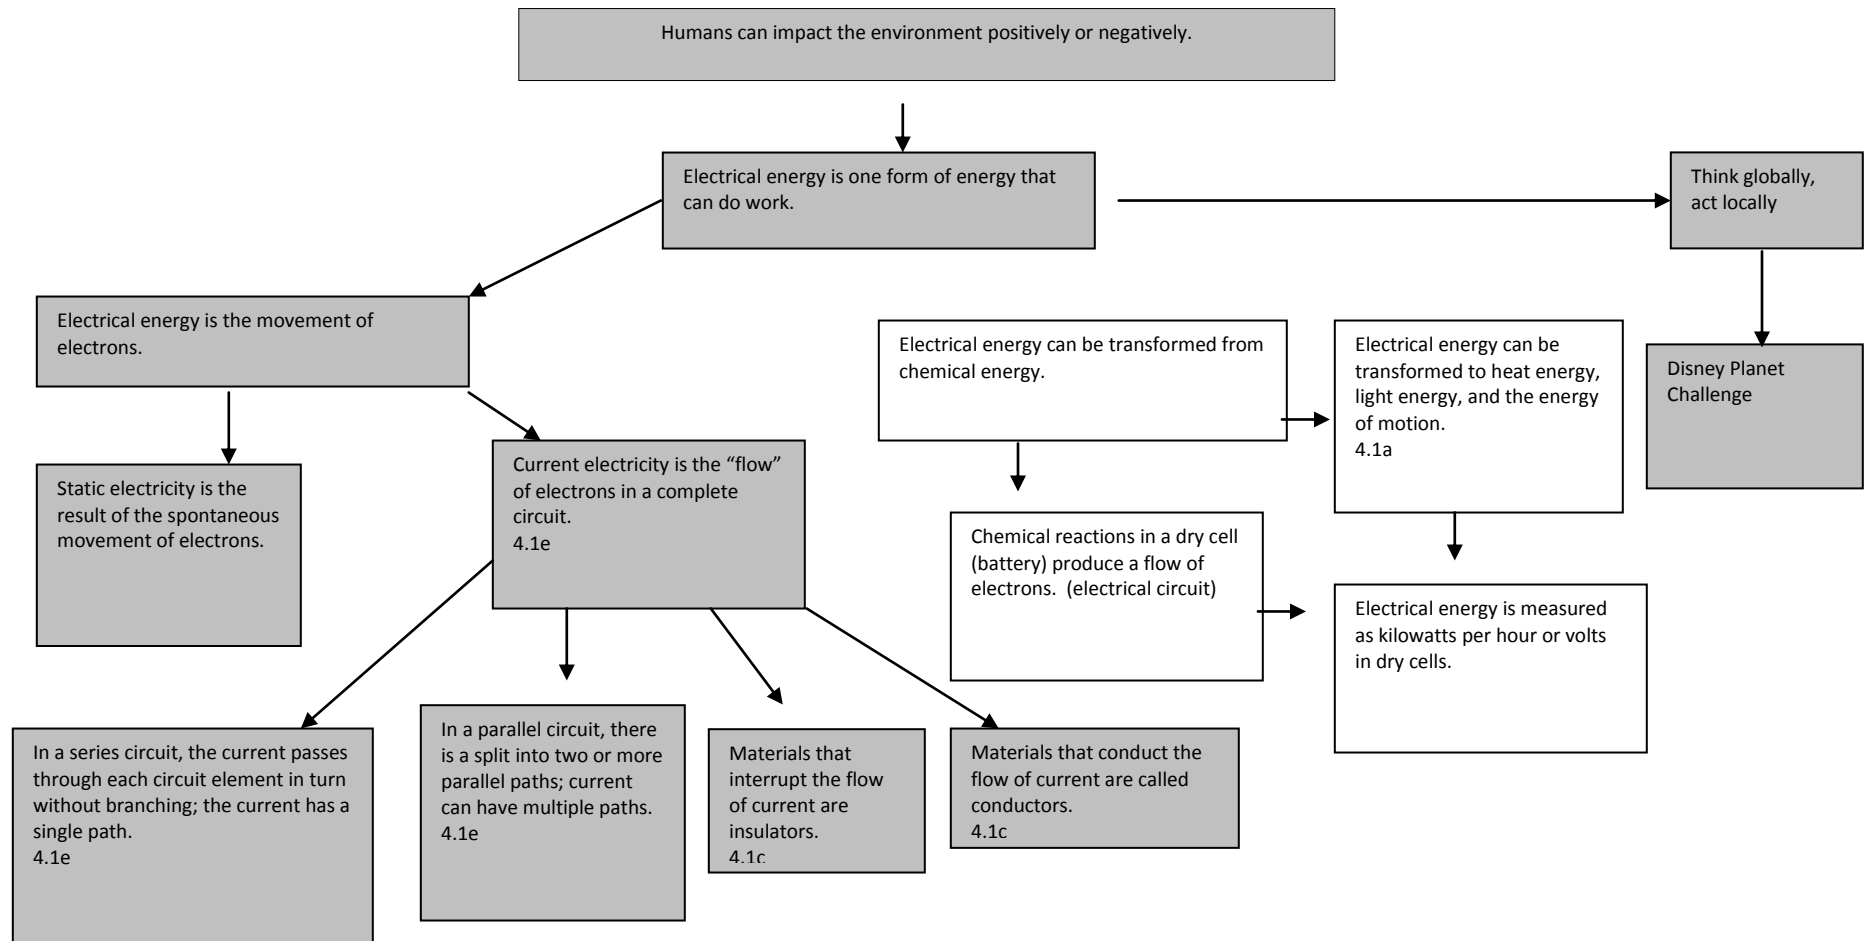 Humans can impact the environment positively or negatively.
Electrical energy is one form of energy that
can do work.
Think globally,
act locally
Electrical energy is the movement of
electrons.
Electrical energy can be transformed from
chemical energy.
Electrical energy can be
transformed to heat energy,
light energy, and the energy
of motion.
4.1a
Disney Planet
Challenge
Static electricity is the
result of the spontaneous
movement of electrons.
Current electricity is the “flow”
of electrons in a complete
circuit.
4.1e
Chemical reactions in a dry cell
(battery) produce a flow of
electrons.  (electrical circuit)
Electrical energy is measured
as kilowatts per hour or volts
in dry cells.
In a series circuit, the current passes
through each circuit element in turn
without branching; the current has a
single path.
4.1e
In a parallel circuit, there
is a split into two or more
parallel paths; current
can have multiple paths.
4.1e
Materials that
interrupt the flow
of current are
insulators.
4.1c
Materials that conduct the
flow of current are called
conductors.
4.1c